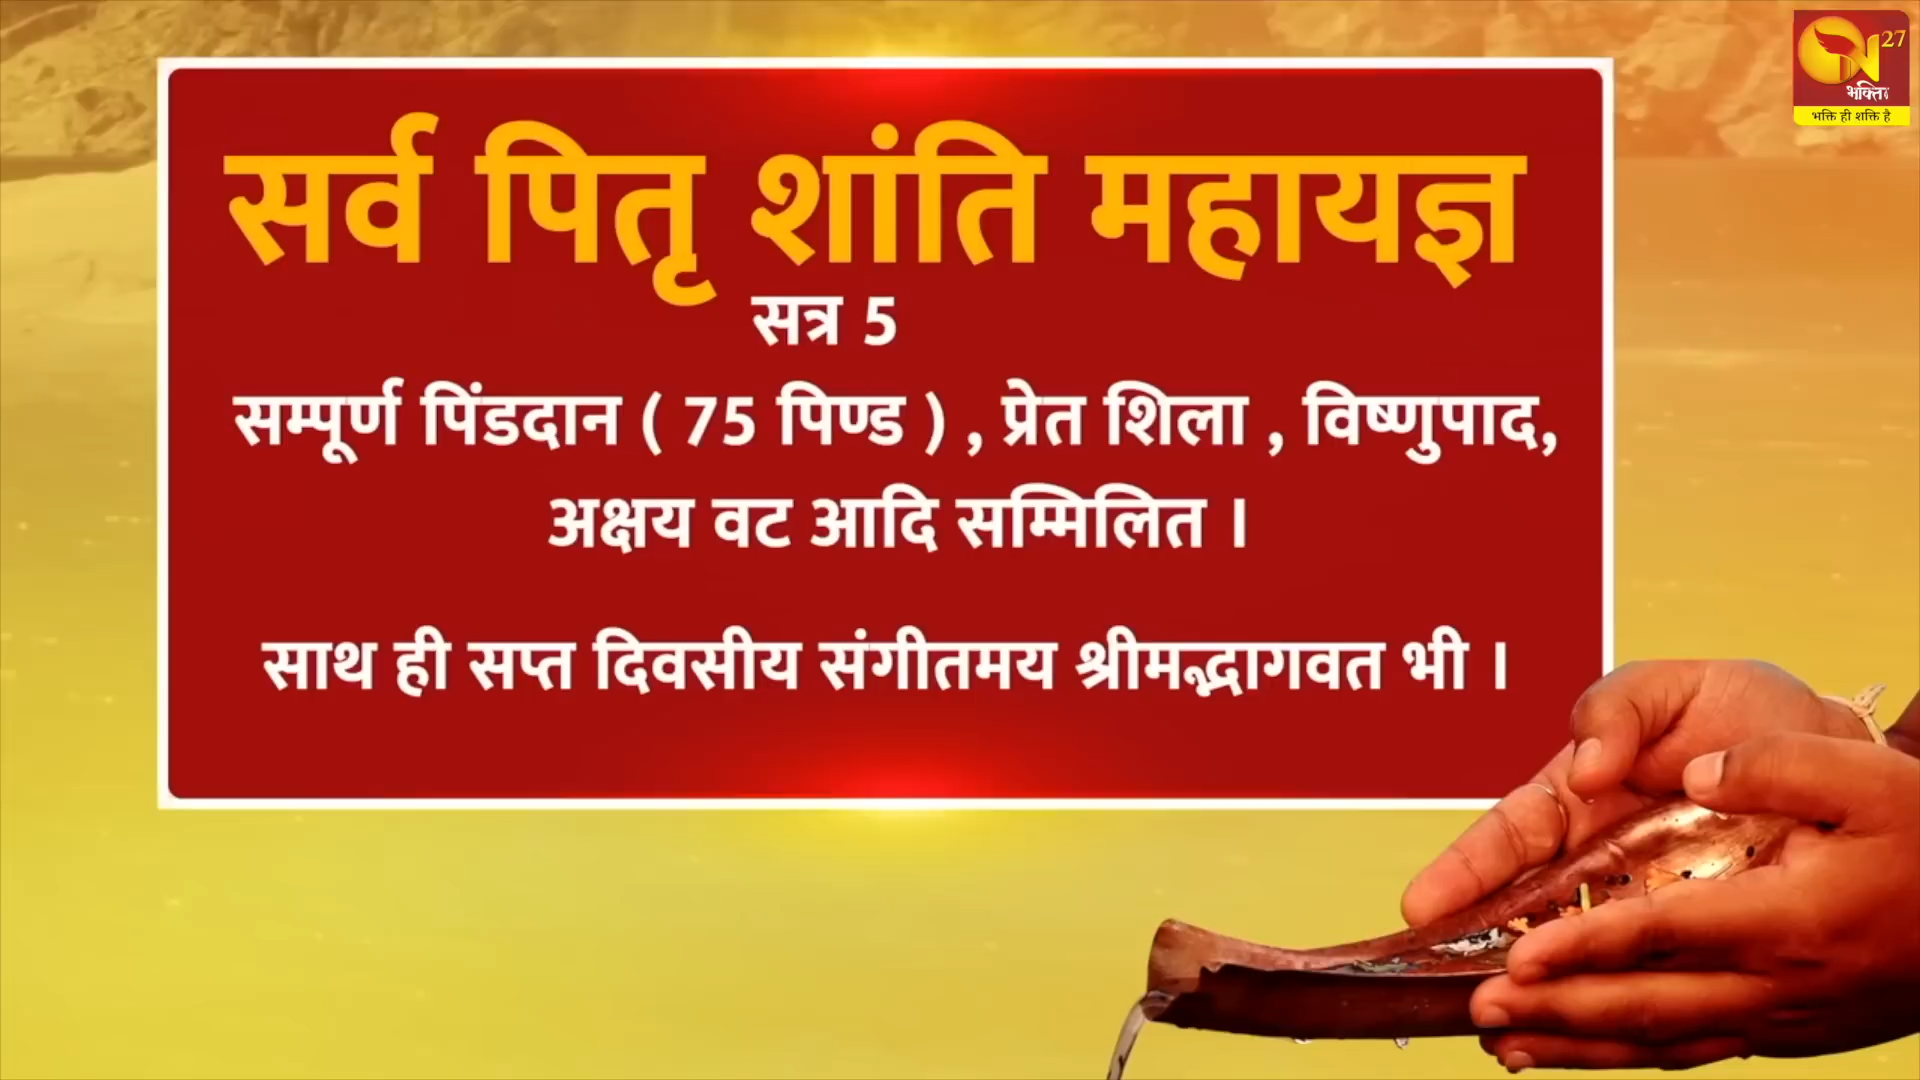 27
भक्ति
भक्ति ही शक्ति है
सर्व पितृ शांति महायज्ञ
सत्र 5
सम्पूर्ण पिंडदान ( 75 पिण्ड ) , प्रेत शिला , विष्णुपाद,
अक्षय वट आदि सम्मिलित ।
साथ ही सप्त दिवसीय संगीतमय श्रीमद्भागवत भी ।